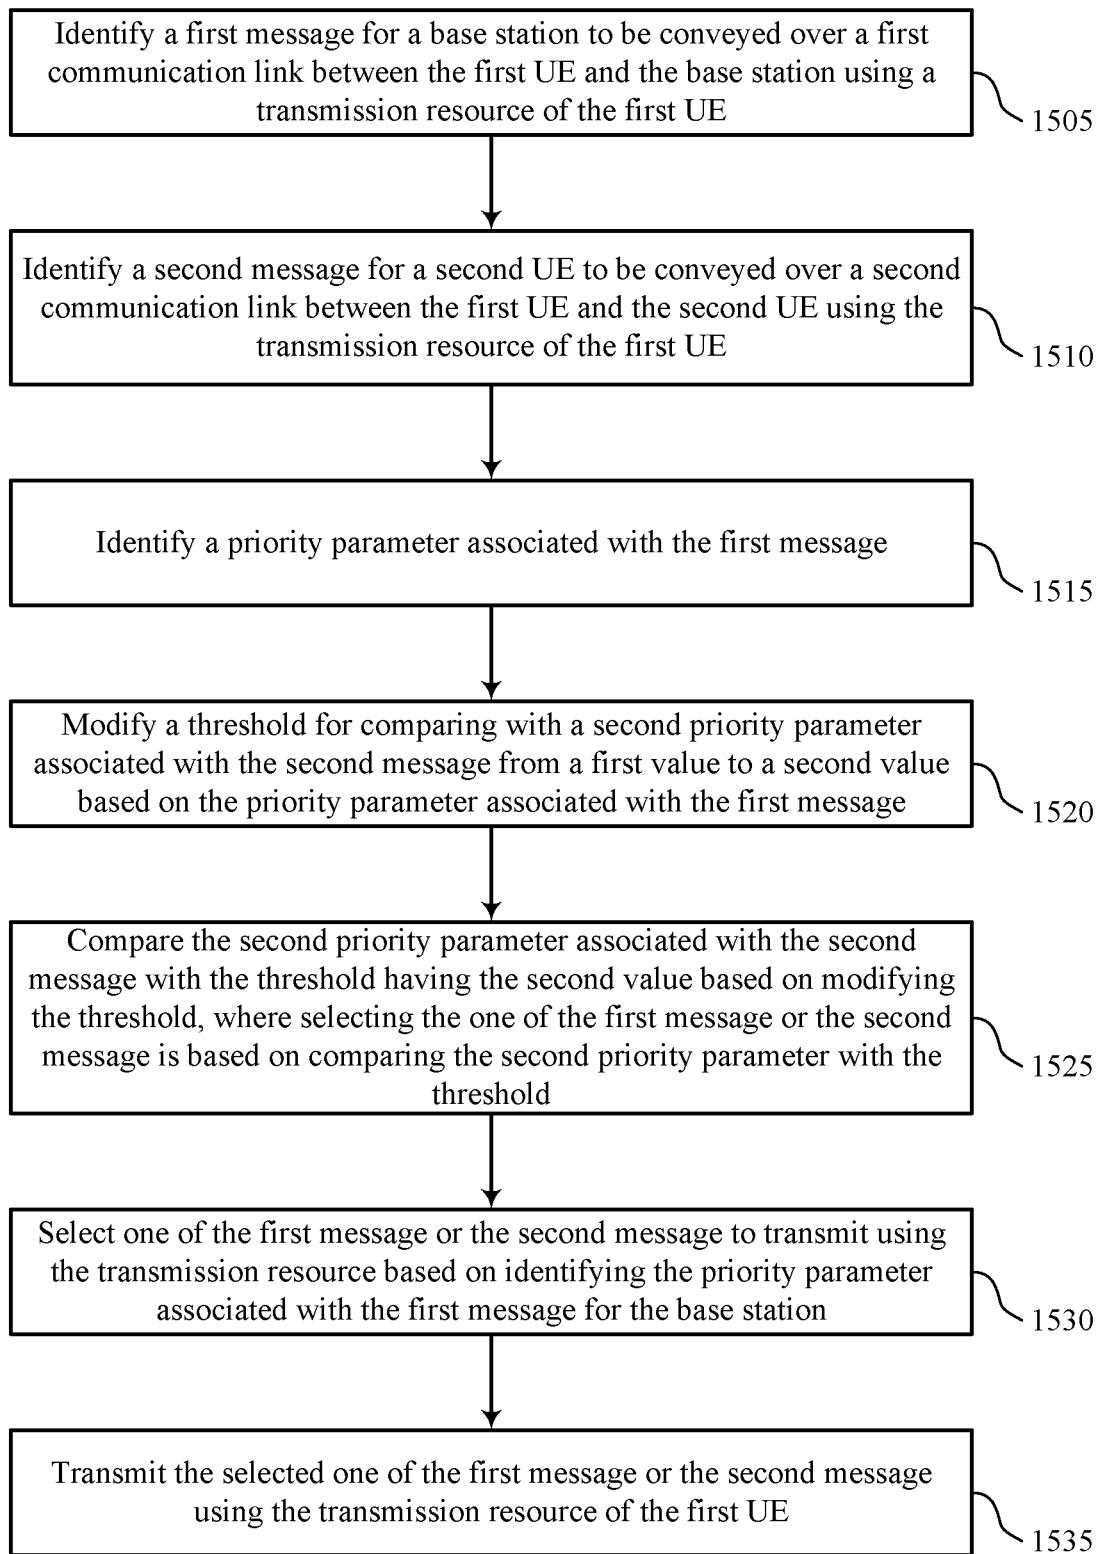 Identify a first message for a base station to be conveyed over a first
communication link between the first UE and the base station using a
transmission resource of the first UE
1505
Identify a second message for a second UE to be conveyed over a second
communication link between the first UE and the second UE using the
transmission resource of the first UE
1510
Identify a priority parameter associated with the first message
1515
Modify a threshold for comparing with a second priority parameter
associated with the second message from a first value to a second value
based on the priority parameter associated with the first message
1520
Compare the second priority parameter associated with the second
message with the threshold having the second value based on modifying
the threshold, where selecting the one of the first message or the second
message is based on comparing the second priority parameter with the
threshold
1525
Select one of the first message or the second message to transmit using
the transmission resource based on identifying the priority parameter
associated with the first message for the base station
1530
Transmit the selected one of the first message or the second message
using the transmission resource of the first UE
1535